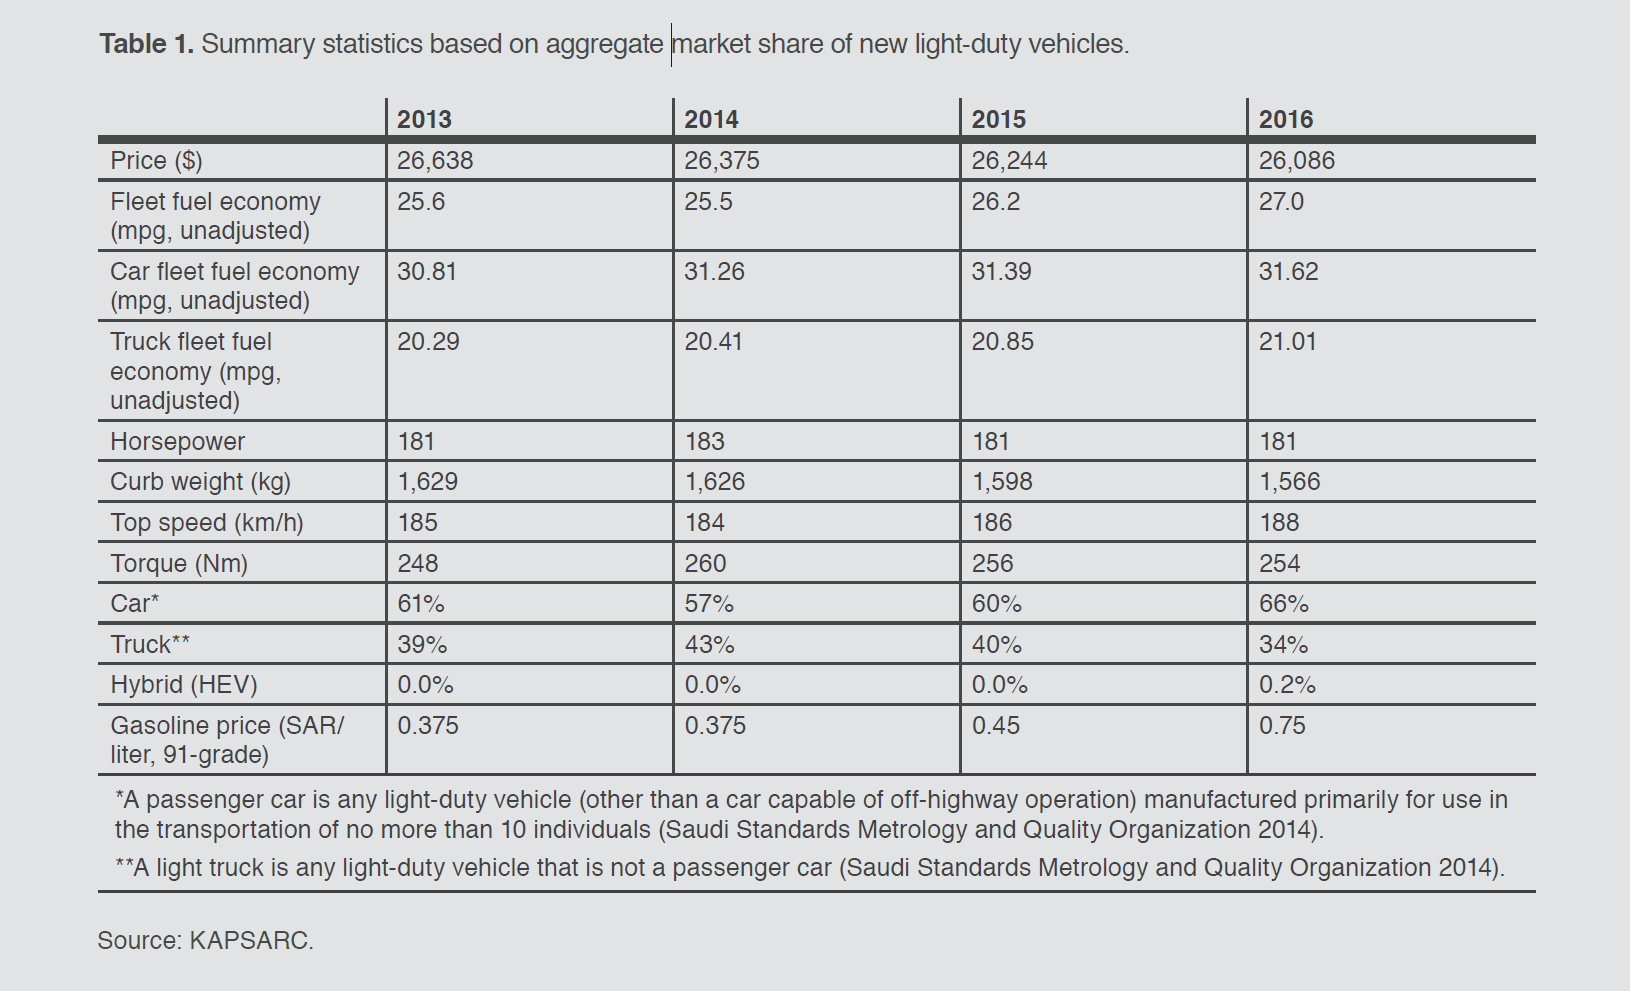 Table 1. Summary statistics based on aggregate market share of new light-duty vehicles.
2013 2014 2015 2016
Price ($) 26,638 26,375 26,244 26,086
Fleet fuel economy 25.6 25.5 26.2 27.0
(mpg, unadjusted)
Car fleet fuel economy 30.81 31.26 31.39 31.62
(mpg, unadjusted)
Truck fleet fuel 20.29 20.41 20.85 21.01
economy (mpg,
unadjusted)
Horsepower 181 183 181 181
Curb weight (kg) 1,629 1,626 1,598 1,566
Top speed (km/h) 185 184 186 188
Torque (Nm) 248 260 256 254
Car* 61% 57% 60% 66%
Truck** 39% 43% 40% 34%
Hybrid (HEV) 0.0% 0.0% 0.0% 0.2%
Gasoline price (SAR/ 0.375 0.375 0.45 0.75
liter, 91-grade)
*A passenger car is any light-duty vehicle (other than a car capable of off-highway operation) manufactured primarily for use in
the transportation of no more than 10 individuals (Saudi Standards Metrology and Quality Organization 2014).
**A light truck is any light-duty vehicle that is not a passenger car (Saudi Standards Metrology and Quality Organization 2014).
Source: KAPSARC.